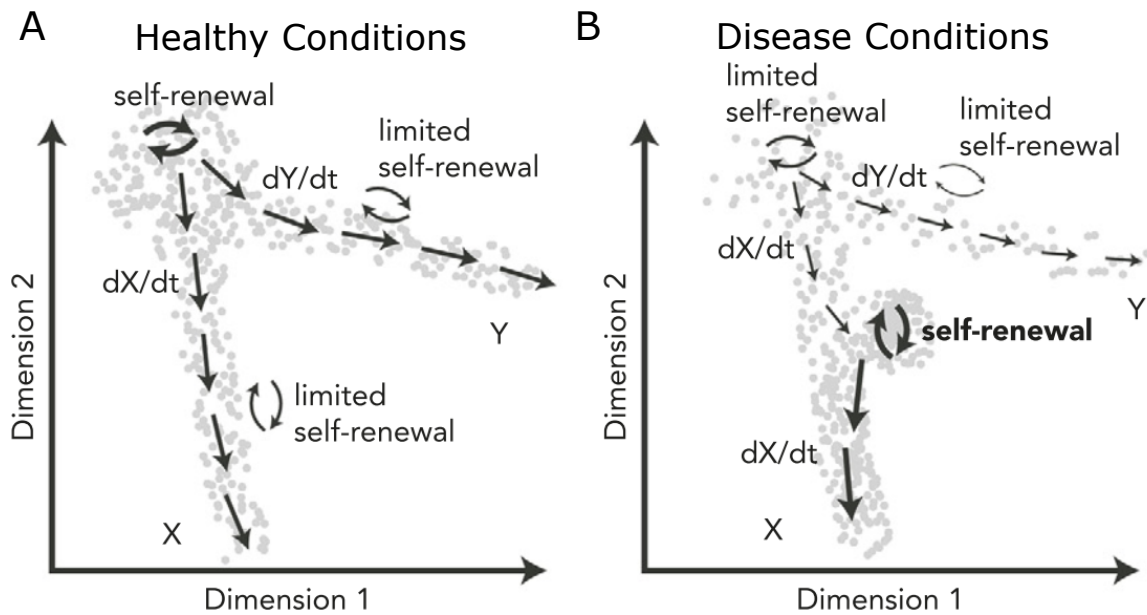 A
Healthy Conditions
self-renewal
limited
self-renewal
dY/dt
dX/dt
Y
limited
self-renewal
X
Dimension 2
Dimension 1
B
Disease Conditions
limited
self-renewal
limited
self-renewal
dY/dt
dX/dt
Y
self-renewal
dX/dt
X
Dimension 2
Dimension 1